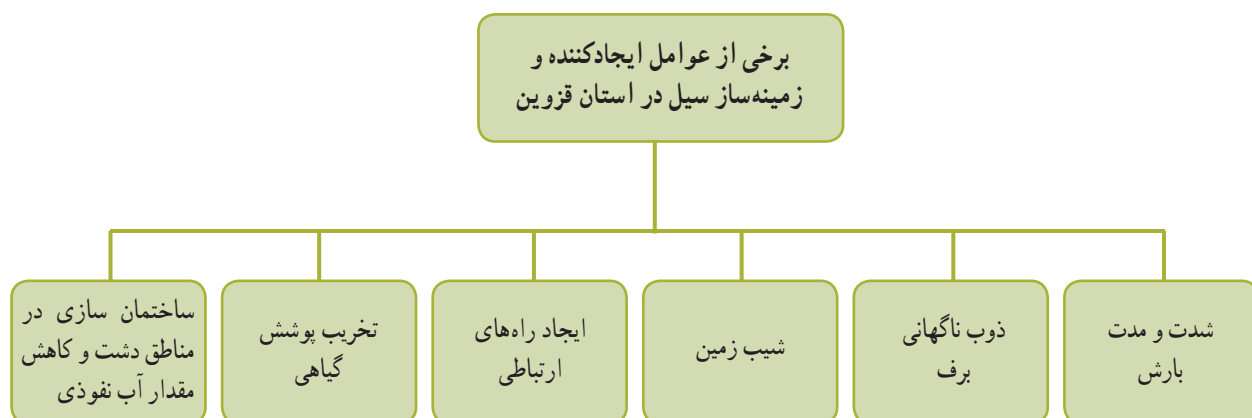 برخی از عوامل ایجادکننده و
زمینه‌ساز سیل در استان قزوین
شدت و مدت
بارش
ذوب ناگهانی
برف
شیب زمین
ایجاد راه‌های
ارتباطی
تخریب پوشش
گیاهی
ساختمان سازی در
مناطق دشت و کاهش
مقدار آب نفوذی